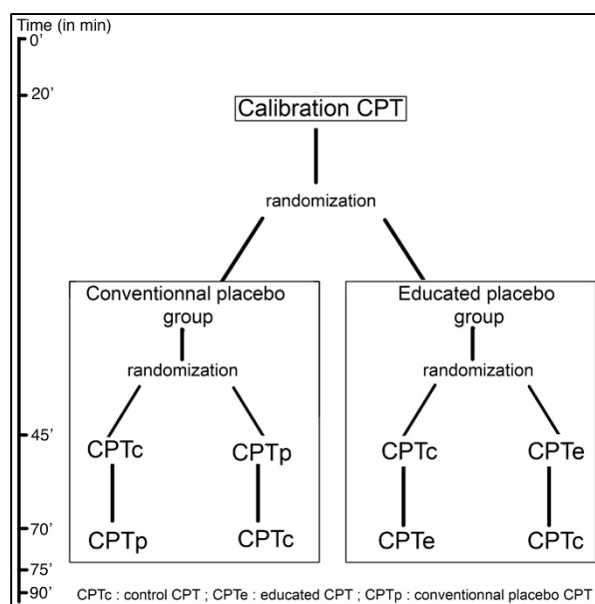 Time (in min)
0'
20'
Calibration CPT
randomization
Conventionnal placebo
group
Educated placebo
group
randomization
randomization
45'
CPTc
CPTp
CPTc
CPTe
70'
CPTp
CPTc
CPTe
CPTc
75'
90'
CPTc : control CPT ; CPTe : educated CPT ; CPTp : conventionnal placebo CPT